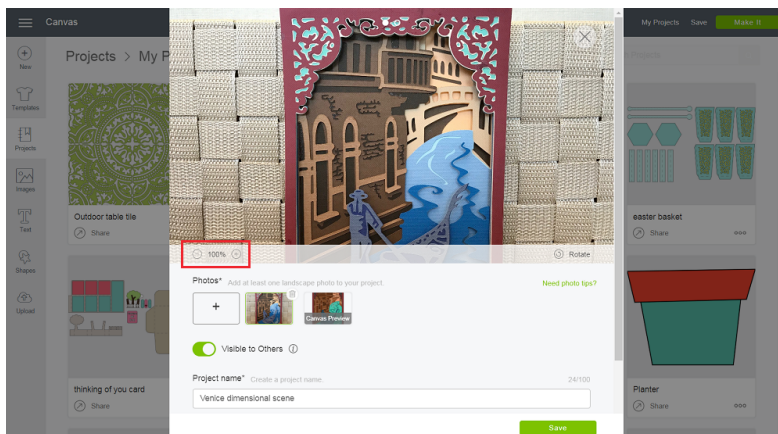 Canvas
My Projects Save Make It
New
Projects > My P
Templates
Projects
Images
Text
Shapes
Upload
Outdoor table tile
Share
easter basket
Share
100%
Rotate
Photos* Add at least one landscape photo to your project.
Need photo tips?
Canvas Preview
Visible to Others
Project name* Create a project name.
24/100
Venice dimensional scene
thinking of you card
Share
Planter
Share
Save